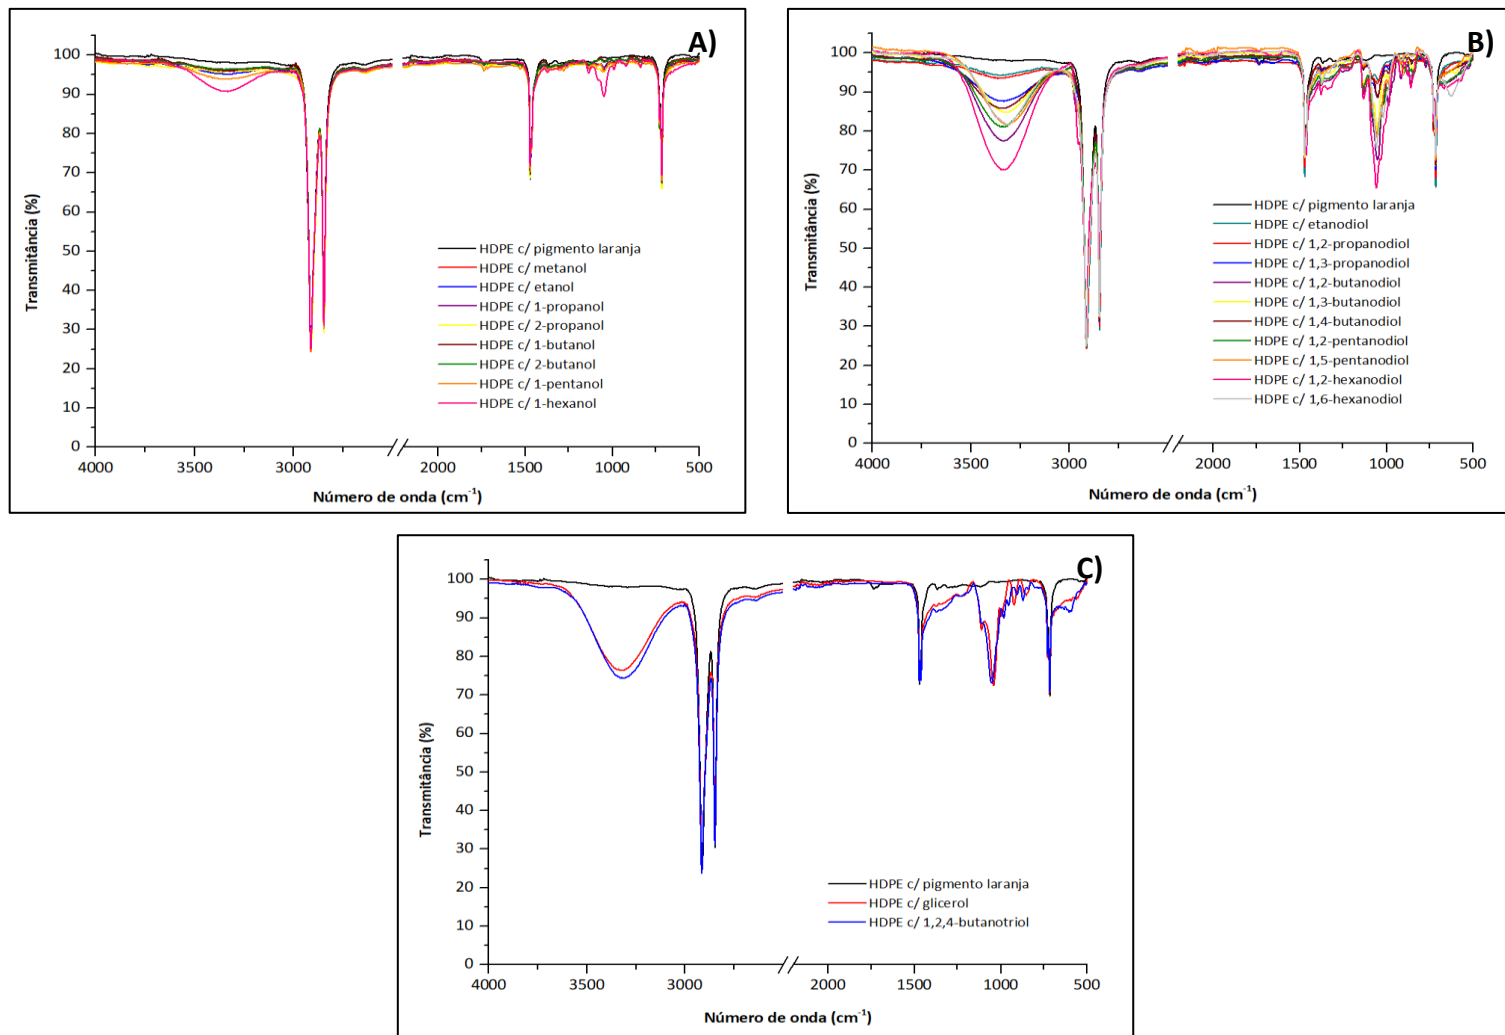 A)
100
90
80
70
60
50
40
30
20
10
0
Transmitância (%)
HDPE c/ pigmento laranja
HDPE c/ metanol
HDPE c/ etanol
HDPE c/ 1-propanol
HDPE c/ 2-propanol
HDPE c/ 1-butanol
HDPE c/ 2-butanol
HDPE c/ 1-pentanol
HDPE c/ 1-hexanol
4000 3500 3000 2000 1500 1000 500
Número de onda (cm⁻¹)
B)
100
90
80
70
60
50
40
30
20
10
0
Transmitância (%)
HDPE c/ pigmento laranja
HDPE c/ etanodiol
HDPE c/ 1,2-propanodiol
HDPE c/ 1,3-propanodiol
HDPE c/ 1,2-butanodiol
HDPE c/ 1,3-butanodiol
HDPE c/ 1,4-butanodiol
HDPE c/ 1,2-pentanodiol
HDPE c/ 1,5-pentanodiol
HDPE c/ 1,2-hexanodiol
HDPE c/ 1,6-hexanodiol
4000 3500 3000 2000 1500 1000 500
Número de onda (cm⁻¹)
C)
100
90
80
70
60
50
40
30
20
10
0
Transmitância (%)
HDPE c/ pigmento laranja
HDPE c/ glicerol
HDPE c/ 1,2,4-butanotriol
4000 3500 3000 2000 1500 1000 500
Número de onda (cm⁻¹)